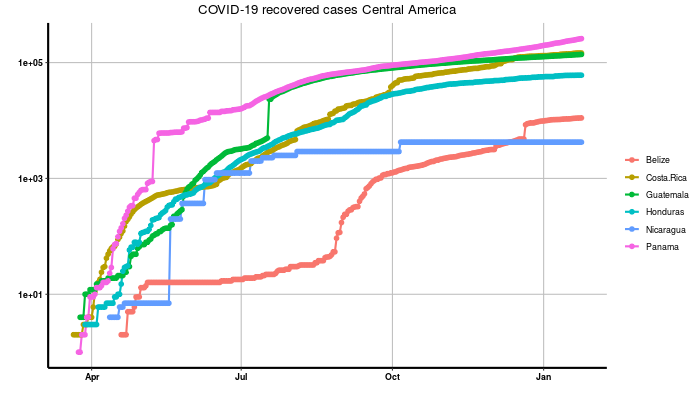 COVID-19 recovered cases Central America
1e+05
1e+03
1e+01
Apr
Jul
Oct
Jan
Belize
Costa.Rica
Guatemala
Honduras
Nicaragua
Panama